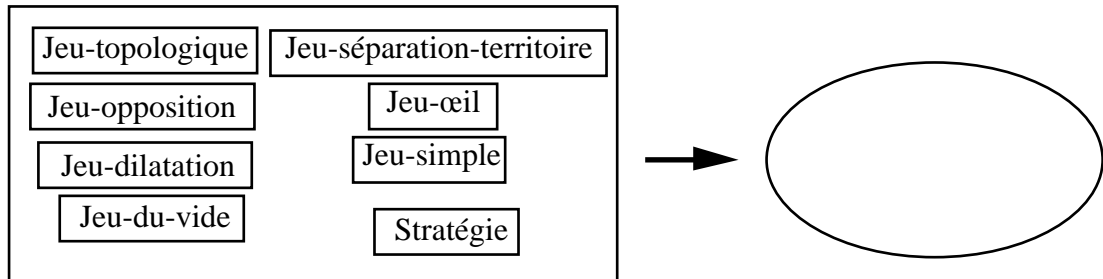 Jeu-topologique
Jeu-séparation-territoire
Jeu-opposition
Jeu-œil
Jeu-dilatation
Jeu-simple
Jeu-du-vide
Stratégie